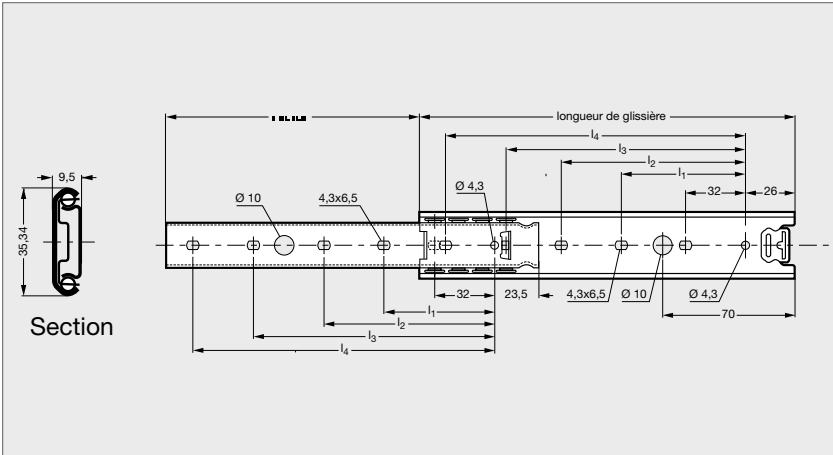 longueur de glissière
l4
l3
l2
l1
32
26
9,5
35,34
Ø 10
4,3x6,5
Ø 4,3
32
23,5
4,3x6,5
Ø 10
Ø 4,3
70
l1
l2
l3
l4
Section